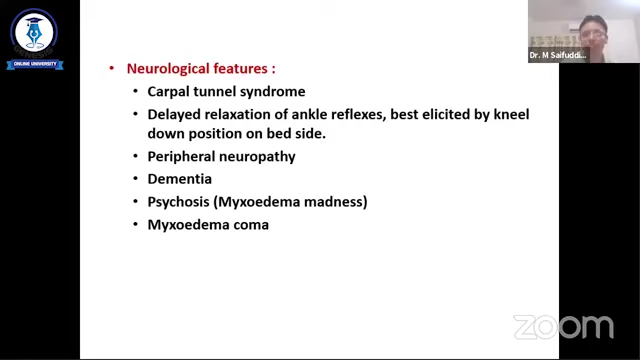 ONLINE UNIVERSITY
Dr. M Saifuddi...
• Neurological features :
• Carpal tunnel syndrome
• Delayed relaxation of ankle reflexes, best elicited by kneel
down position on bed side.
• Peripheral neuropathy
• Dementia
• Psychosis (Myxoedema madness)
• Myxoedema coma
zoom